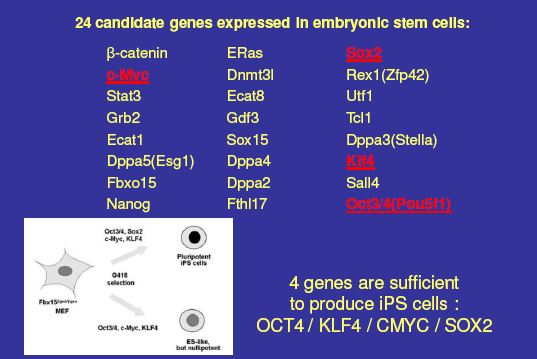 24 candidate genes expressed in embryonic stem cells:
β-catenin ERas Sox2
c-Myc Dnmt3l Rex1(Zfp42)
Stat3 Ecat8 Utf1
Grb2 Gdf3 Tcl1
Ecat1 Sox15 Dppa3(Stella)
Dppa5(Esg1) Dppa4 Klf4
Fbxo15 Dppa2 Sall4
Nanog Fthl17 Oct3/4(Pou5f1)
Oct3/4, Sox2
c-Myc, KLF4
Pluripotent
iPS cells
G418
selection
Fbx15
MEF
Oct3/4, c-Myc, KLF4
ES-like,
but nullipotent
4 genes are sufficient
to produce iPS cells :
OCT4 / KLF4 / CMYC / SOX2